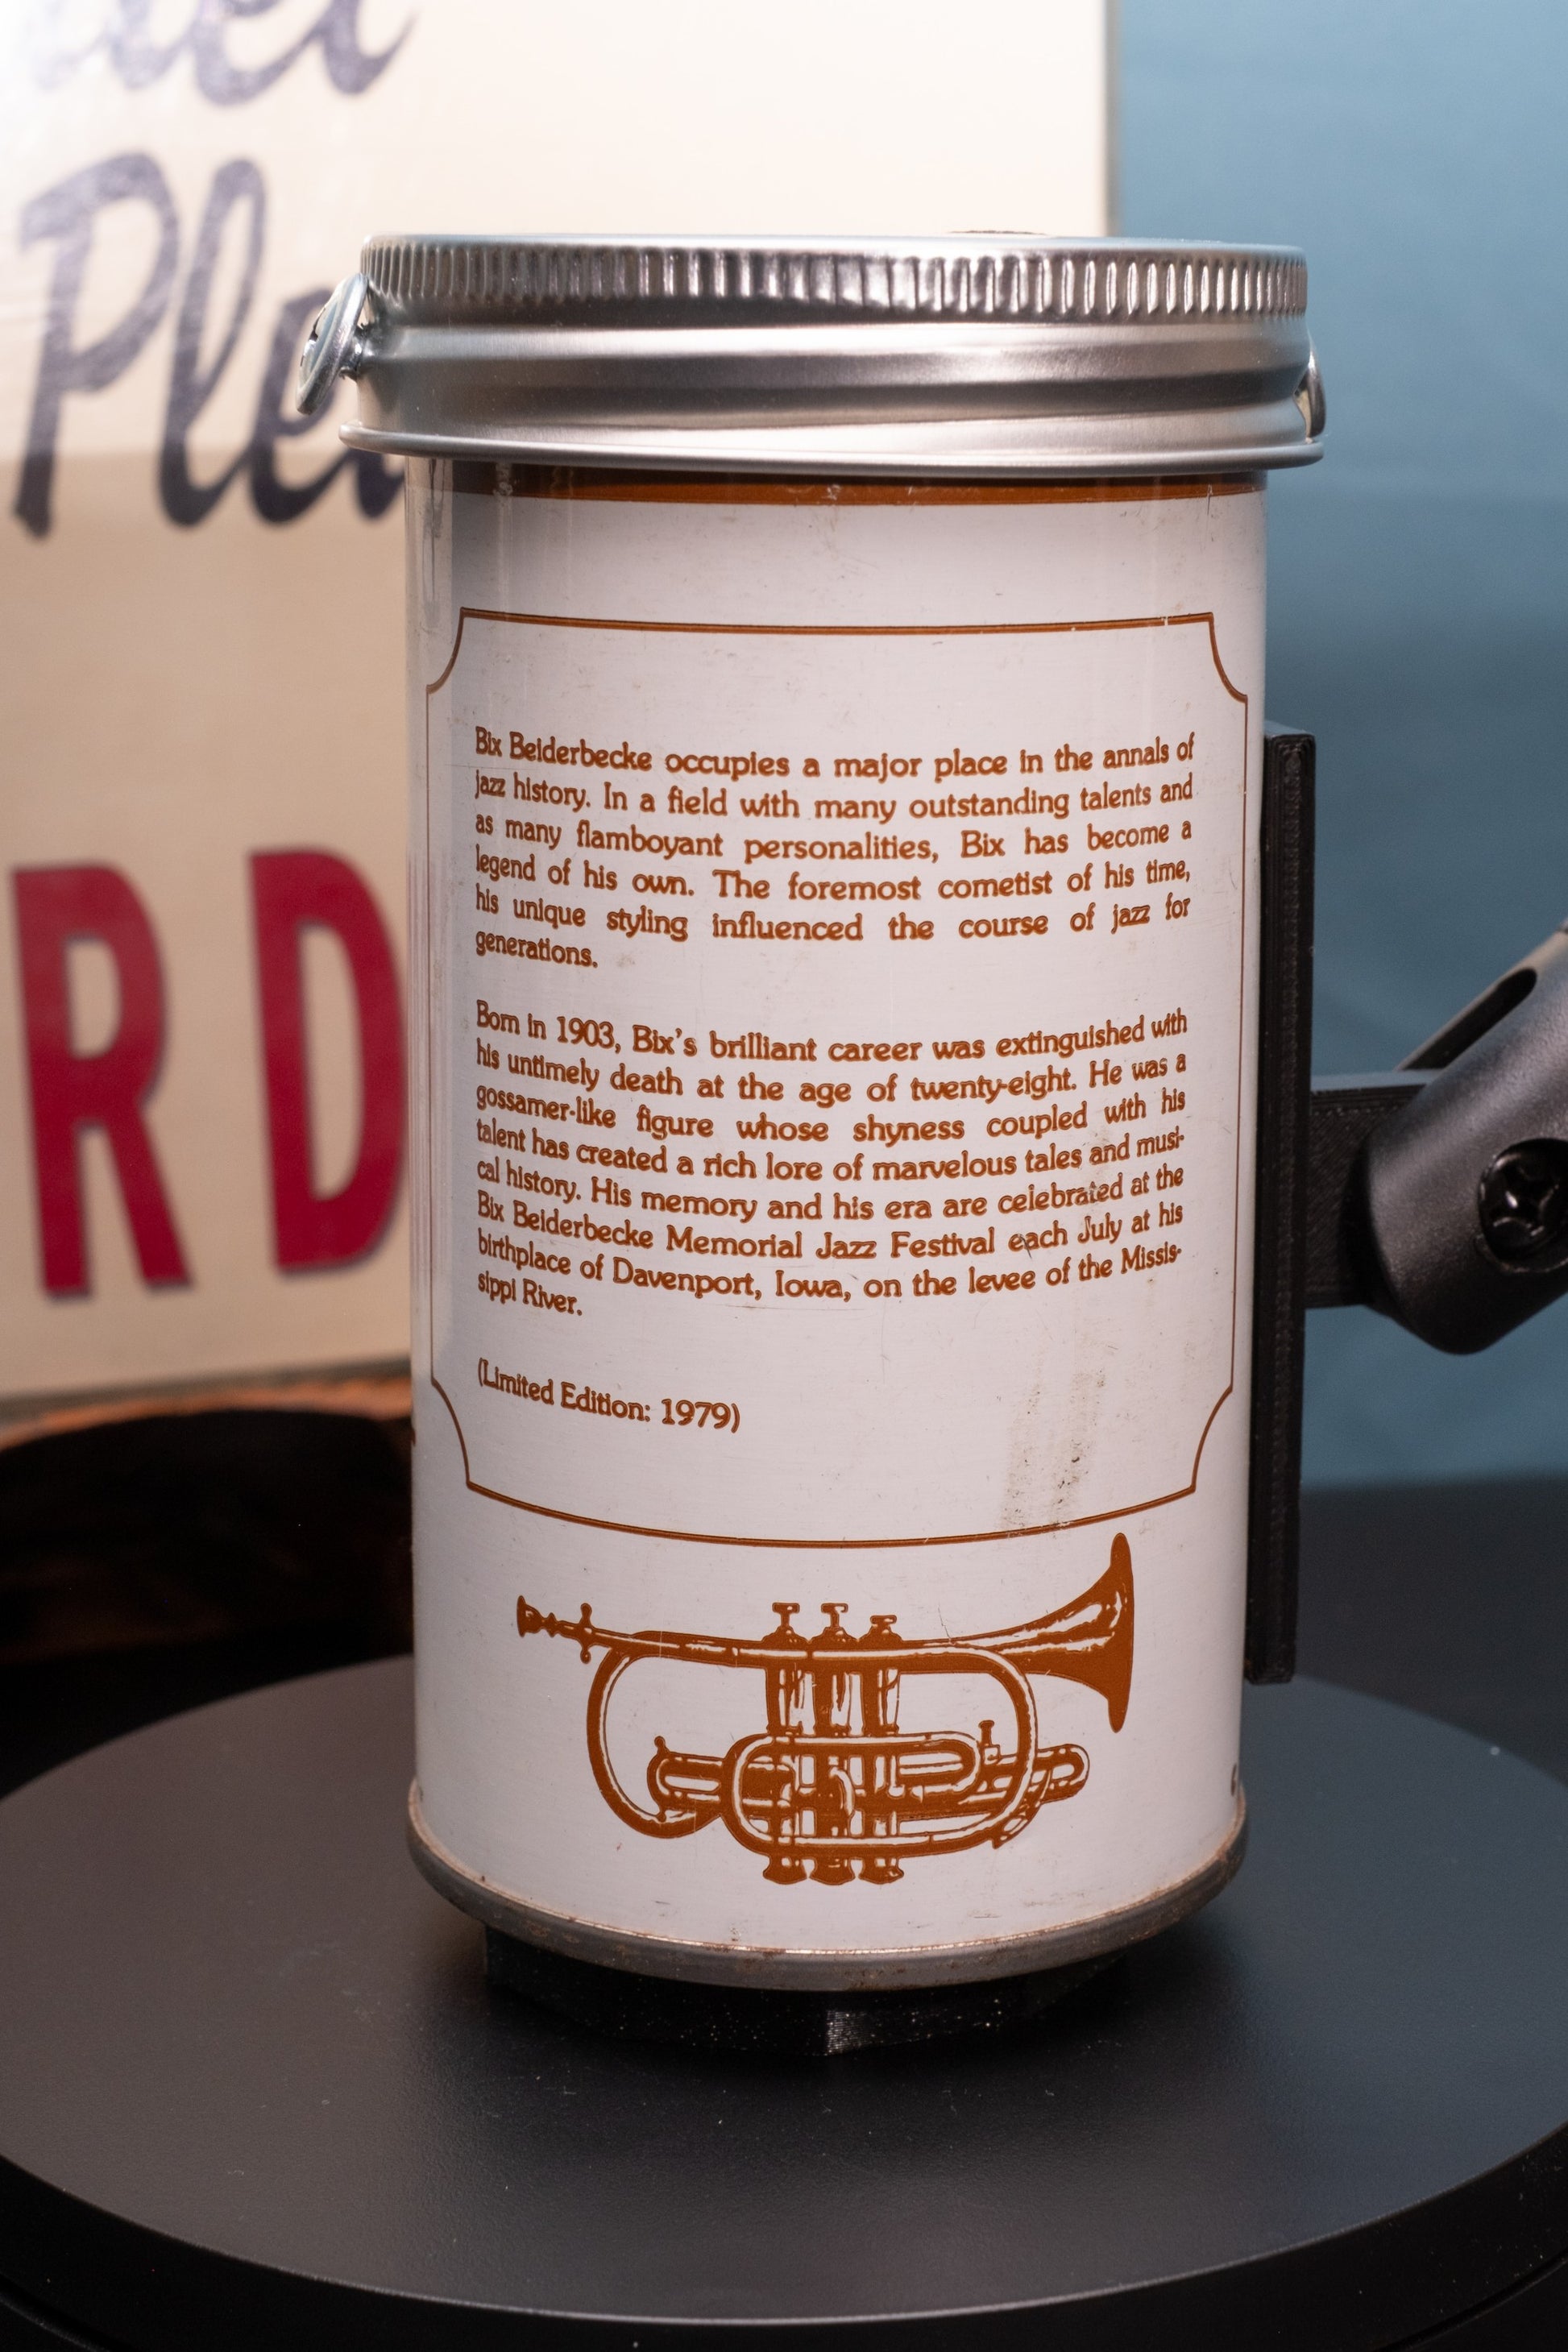 Ple
RD
Bix Beiderbecke occupies a major place in the annals of
jazz history. In a field with many outstanding talents and
as many flamboyant personalities, Bix has become a
legend of his own. The foremost cornetist of his time,
his unique styling influenced the course of jazz for
generations.
Born in 1903, Bix's brilliant career was extinguished with
his untimely death at the age of twenty-eight. He was a
gossamer-like figure whose shyness coupled with his
talent has created a rich lore of marvelous tales and musi-
cal history. His memory and his era are celebrated at the
Bix Beiderbecke Memorial Jazz Festival each July at his
birthplace of Davenport, Iowa, on the levee of the Missis-
sippi River.
(Limited Edition: 1979)